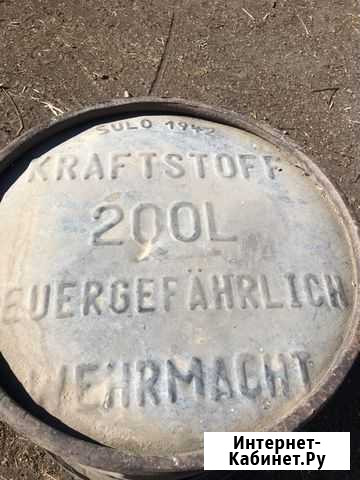 SULO 1942
KRAFTSTOFF
200L
EUERGEFÄHRLICH
WEHRMACHT
Интернет-
Кабинет.Ру